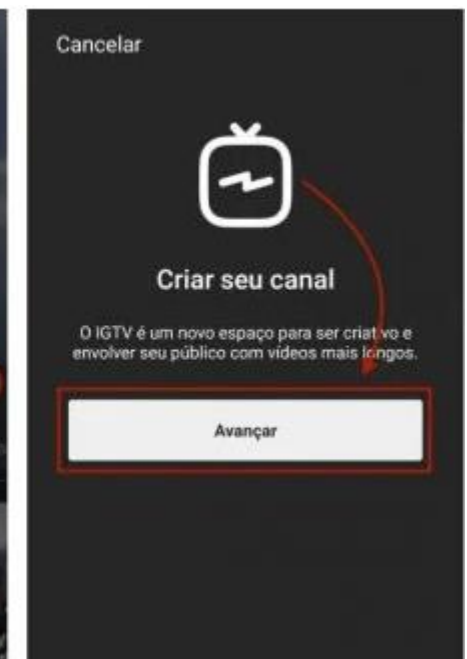 Cancelar
Criar seu canal
O IGTV é um novo espaço para ser criativo e
envolver seu público com vídeos mais longos.
Avançar